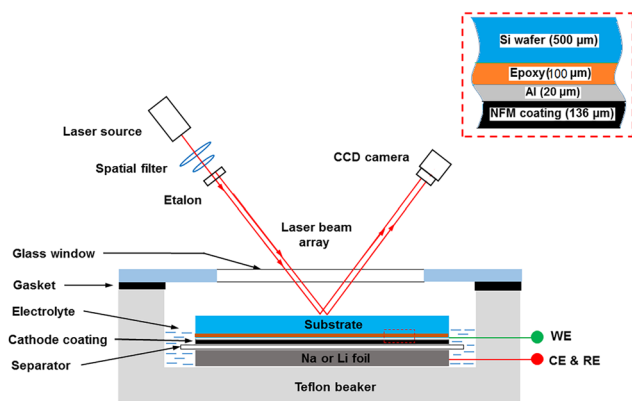 Si wafer (500 µm)
Epoxy(100 µm)
Al (20 µm)
NFM coating (136 µm)
Laser source
Spatial filter
CCD camera
Etalon
Laser beam
array
Glass window
Gasket
Electrolyte
Substrate
Cathode coating
WE
Separator
Na or Li foil
CE & RE
Teflon beaker